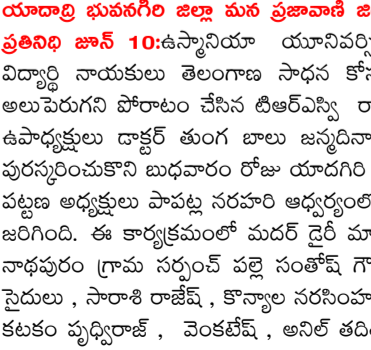 యాదాద్రి భువనగిరి జిల్లా మన ప్రజావాణి జి
ప్రతినిధి జూన్ 10:ఉస్మానియా యూనివర్సి
విద్యార్థి నాయకులు తెలంగాణ సాధన కోస
అలుపెరుగని పోరాటం చేసిన టిఆర్ఎస్వి రా
ఉపాధ్యక్షులు డాక్టర్ తుంగ బాలు జన్మదినా
పురస్కరించుకొని బుధవారం రోజు యాదగిరి
పట్టణ అధ్యక్షులు పాపట్ల నరహరి ఆధ్వర్యంలో
జరిగింది. ఈ కార్యక్రమంలో మదర్ డైరీ మా
నాథపురం గ్రామ సర్పంచ్ పల్లె సంతోష్ గౌ
సైదులు , సారాశి రాజేష్ , కొన్యాల నరసింహ
కటకం పృథ్విరాజ్ , వెంకటేష్ , అనిల్ తది